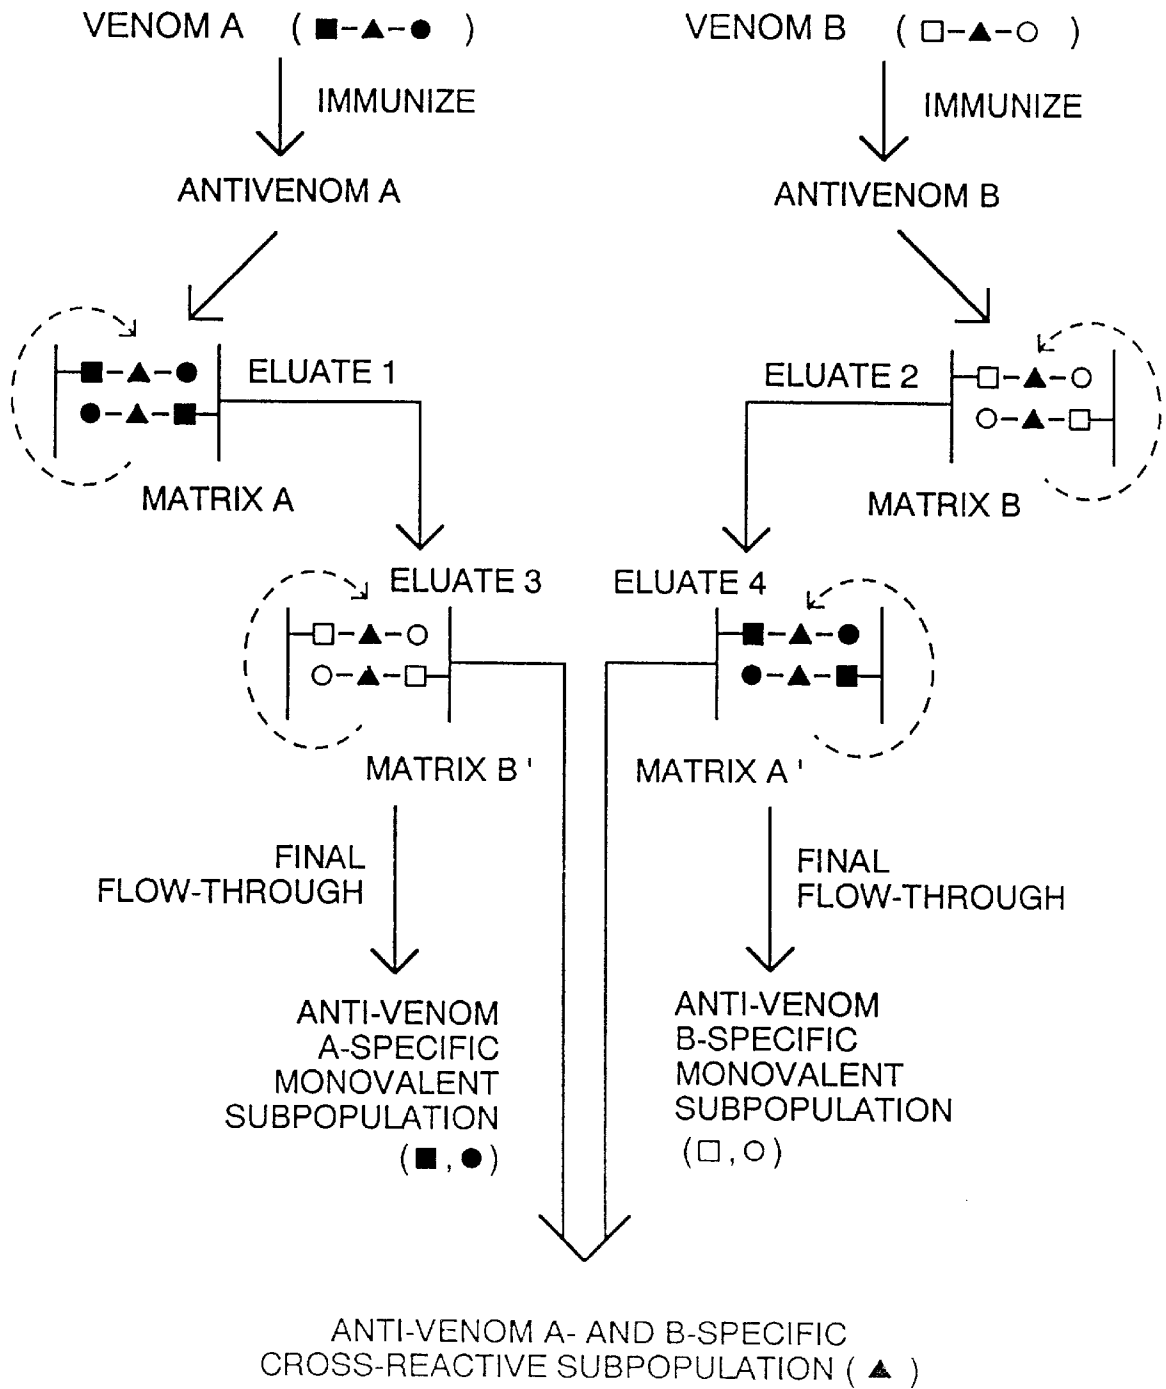 VENOM A ( ■-▲-● )
VENOM B ( □-▲-○ )
IMMUNIZE
IMMUNIZE
ANTIVENOM A
ANTIVENOM B
■-▲-●
●-▲-■
ELUATE 1
ELUATE 2
□-▲-○
○-▲-□
MATRIX A
MATRIX B
ELUATE 3
ELUATE 4
□-▲-○
○-▲-□
■-▲-●
●-▲-■
MATRIX B'
MATRIX A'
FINAL
FLOW-THROUGH
FINAL
FLOW-THROUGH
ANTI-VENOM
A-SPECIFIC
MONOVALENT
SUBPOPULATION
(■,●)
ANTI-VENOM
B-SPECIFIC
MONOVALENT
SUBPOPULATION
(□,○)
ANTI-VENOM A- AND B-SPECIFIC
CROSS-REACTIVE SUBPOPULATION ( ▲ )